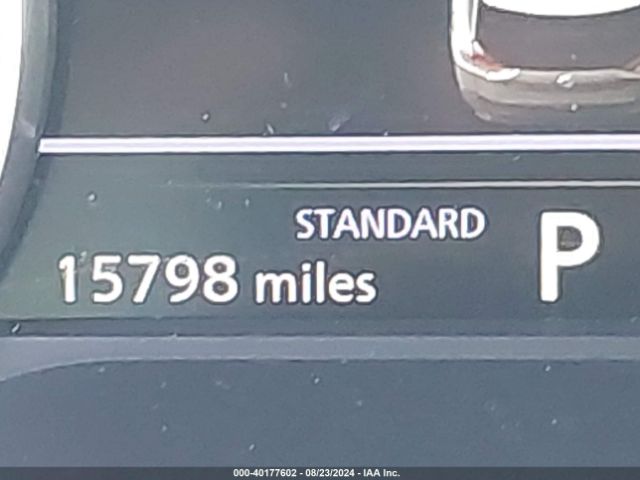 STANDARD
P
15798 miles
000-40177602 - 08/23/2024 - IAA Inc.